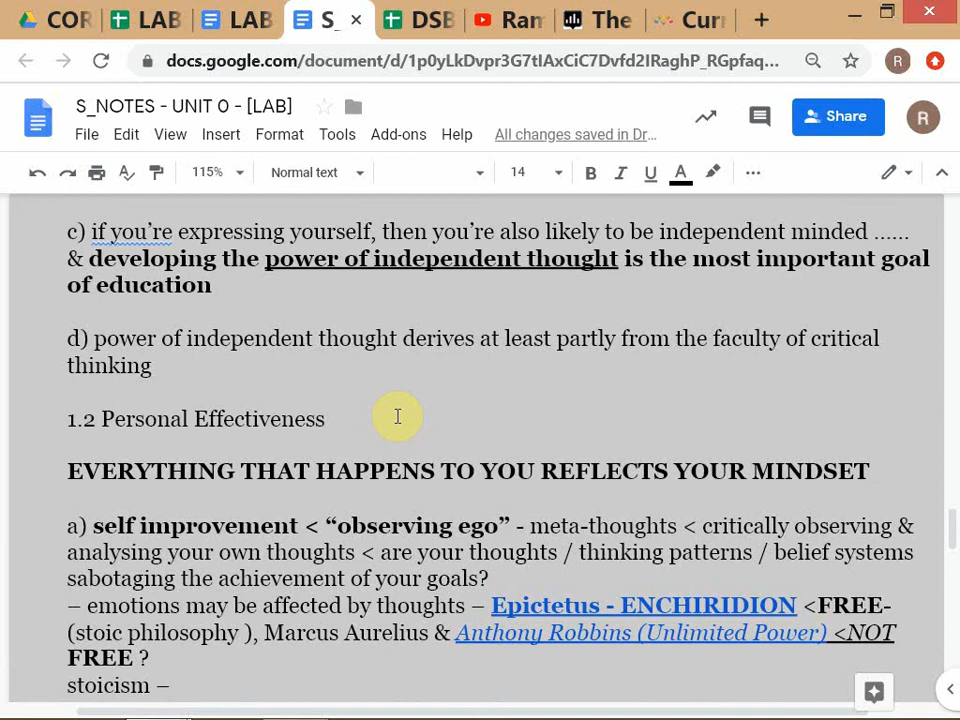 COR LAB LAB S_ DSB Ram The Curr
docs.google.com/document/d/1p0yLkDvpr3G7tIAxCiC7Dvfd2IRaghP_RGpfaq... R
S_NOTES - UNIT 0 - [LAB] Share R
File Edit View Insert Format Tools Add-ons Help All changes saved in Dr...
115% Normal text 14 B I U A
c) if you’re expressing yourself, then you’re also likely to be independent minded ......
& developing the power of independent thought is the most important goal
of education
d) power of independent thought derives at least partly from the faculty of critical
thinking
1.2 Personal Effectiveness
EVERYTHING THAT HAPPENS TO YOU REFLECTS YOUR MINDSET
a) self improvement < “observing ego” - meta-thoughts < critically observing &
analysing your own thoughts < are your thoughts / thinking patterns / belief systems
sabotaging the achievement of your goals?
– emotions may be affected by thoughts – Epictetus - ENCHIRIDION <FREE-
(stoic philosophy ), Marcus Aurelius & Anthony Robbins (Unlimited Power) <NOT
FREE ?
stoicism –